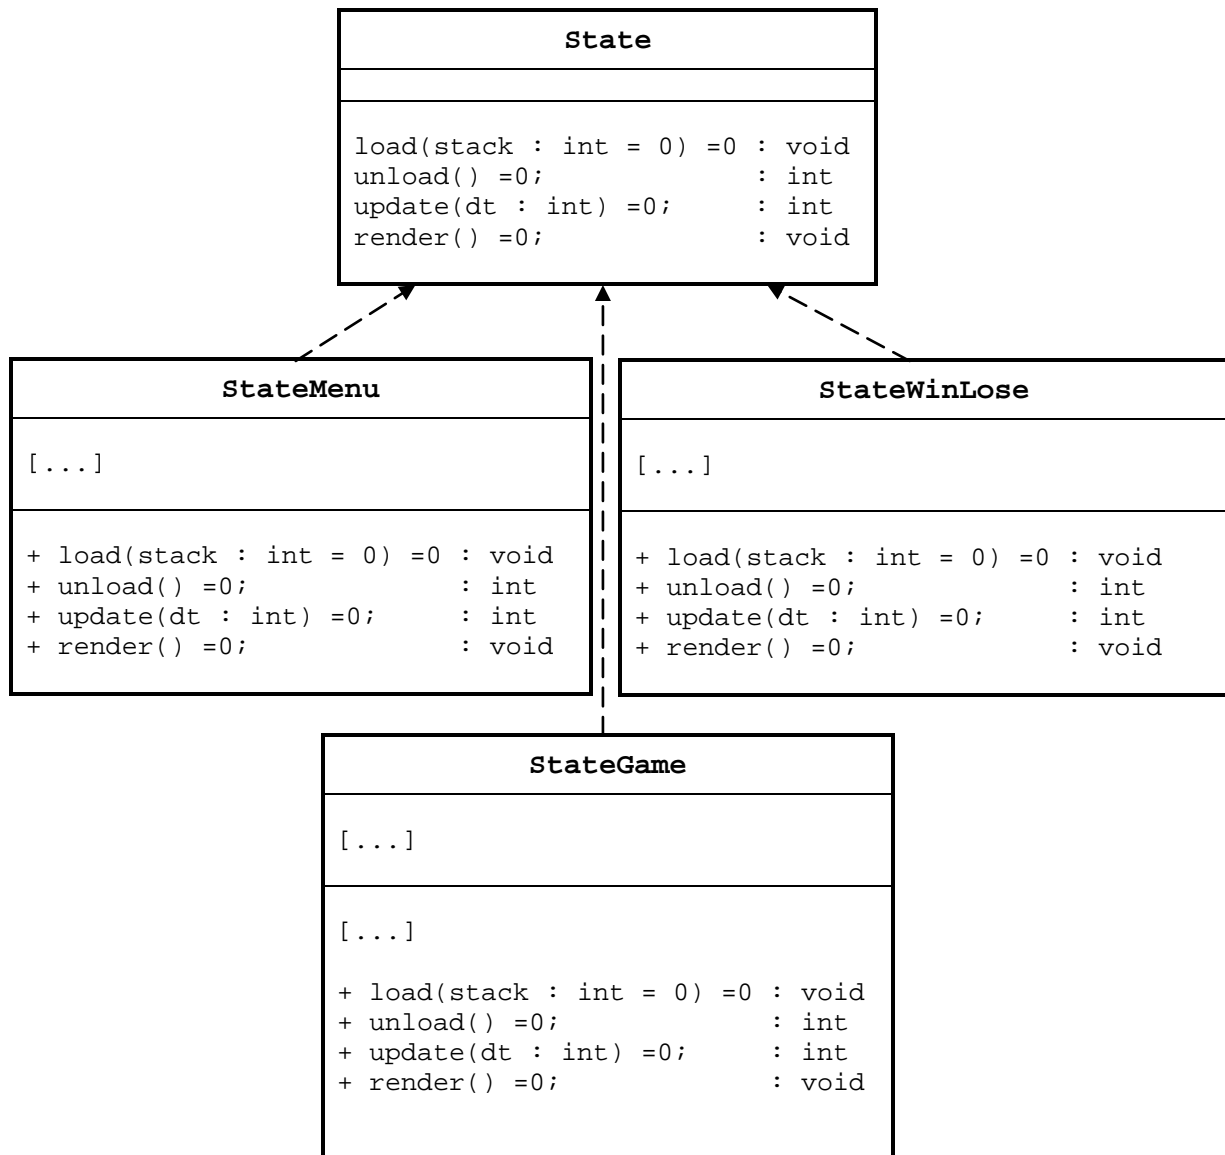 State
load(stack : int = 0) =0 : void
unload() =0; : int
update(dt : int) =0; : int
render() =0; : void
StateMenu
[...]
+ load(stack : int = 0) =0 : void
+ unload() =0; : int
+ update(dt : int) =0; : int
+ render() =0; : void
StateWinLose
[...]
+ load(stack : int = 0) =0 : void
+ unload() =0; : int
+ update(dt : int) =0; : int
+ render() =0; : void
StateGame
[...]
[...]
+ load(stack : int = 0) =0 : void
+ unload() =0; : int
+ update(dt : int) =0; : int
+ render() =0; : void